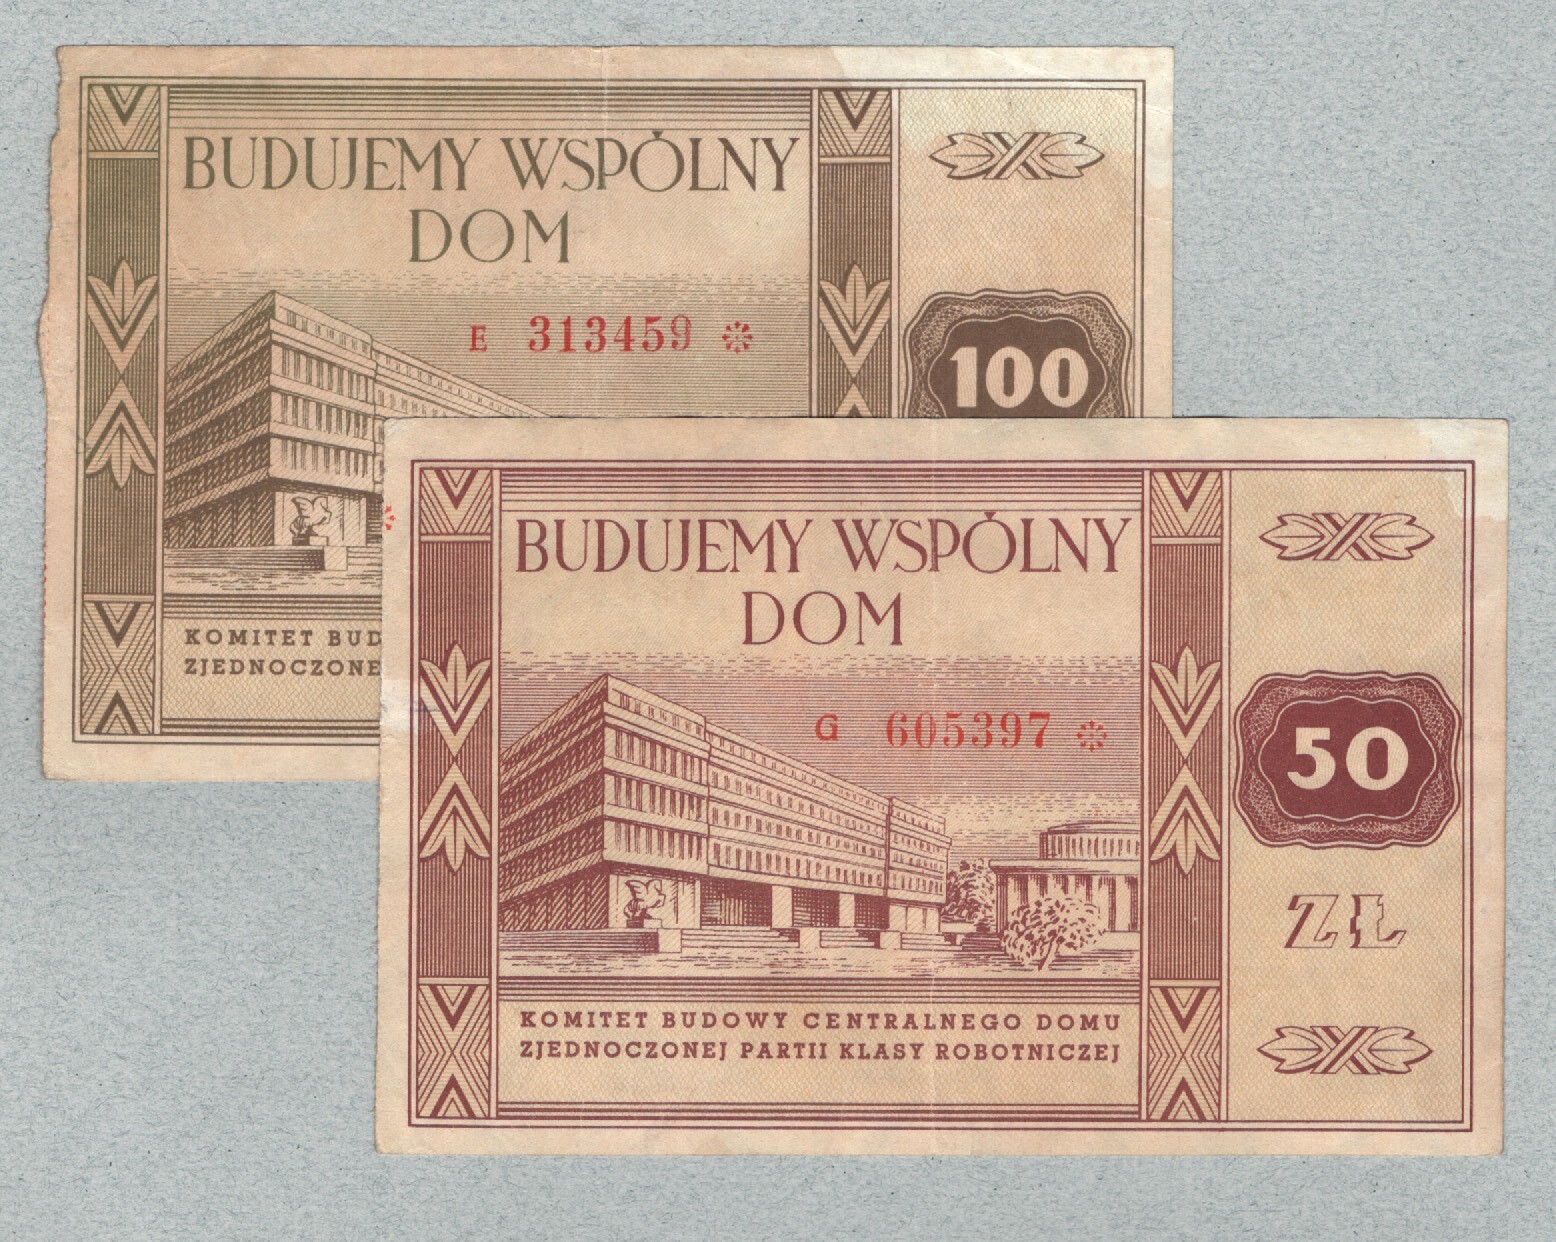 BUDUJEMY WSPÓLNY
DOM
E 313459
100
KOMITET BUD
ZJEDNOCZONE
BUDUJEMY WSPÓLNY
DOM
G 605397
50
ZŁ
KOMITET BUDOWY CENTRALNEGO DOMU
ZJEDNOCZONEJ PARTII KLASY ROBOTNICZEJ